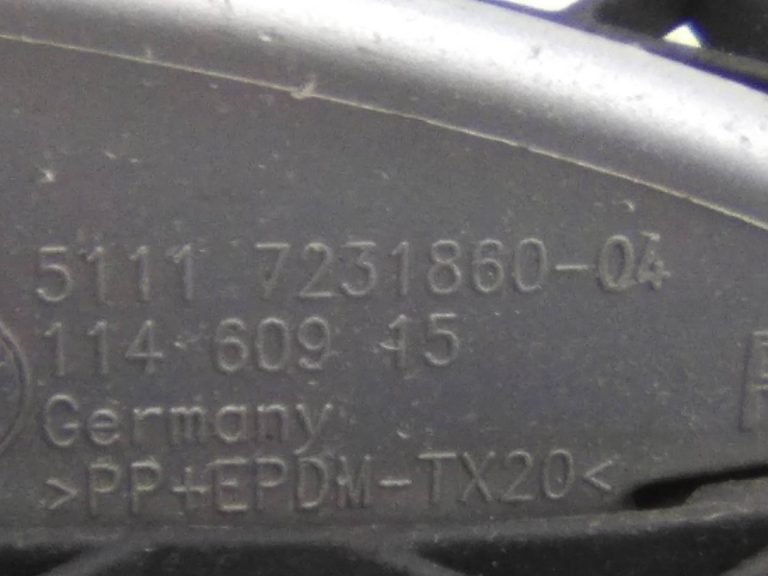 5111 7231860-04
114 609 15
Germany
>PP+EPDM-TX20<